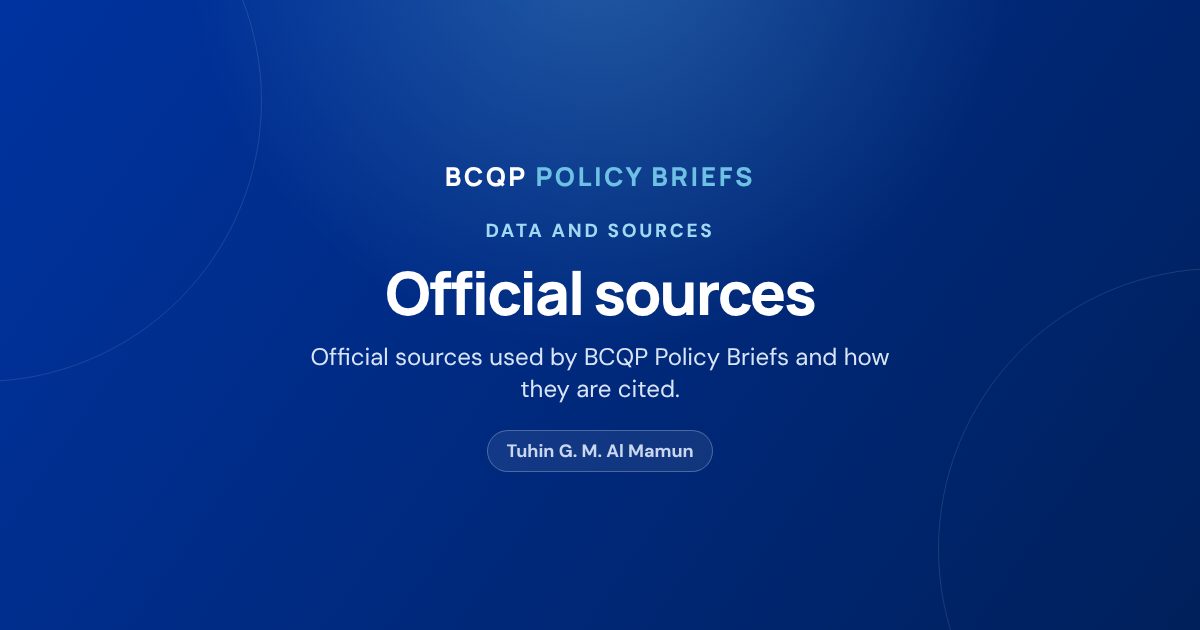 BCQP POLICY BRIEFS
DATA AND SOURCES
Official sources
Official sources used by BCQP Policy Briefs and how
they are cited.
Tuhin G. M. Al Mamun